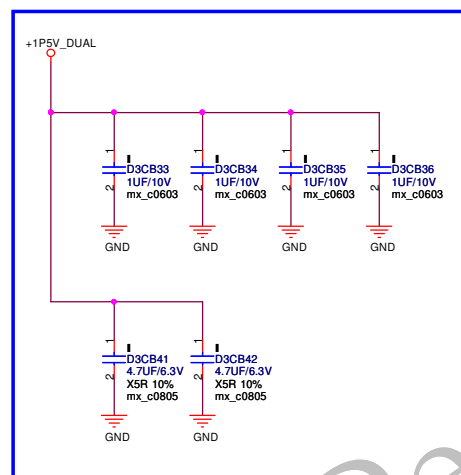 +1P5V_DUAL
1
2
D3CB33
1UF/10V
mx_c0603
GND
1
2
D3CB34
1UF/10V
mx_c0603
GND
1
2
D3CB35
1UF/10V
mx_c0603
GND
1
2
D3CB36
1UF/10V
mx_c0603
GND
1
2
D3CB41
4.7UF/6.3V
X5R 10%
mx_c0805
GND
1
2
D3CB42
4.7UF/6.3V
X5R 10%
mx_c0805
GND